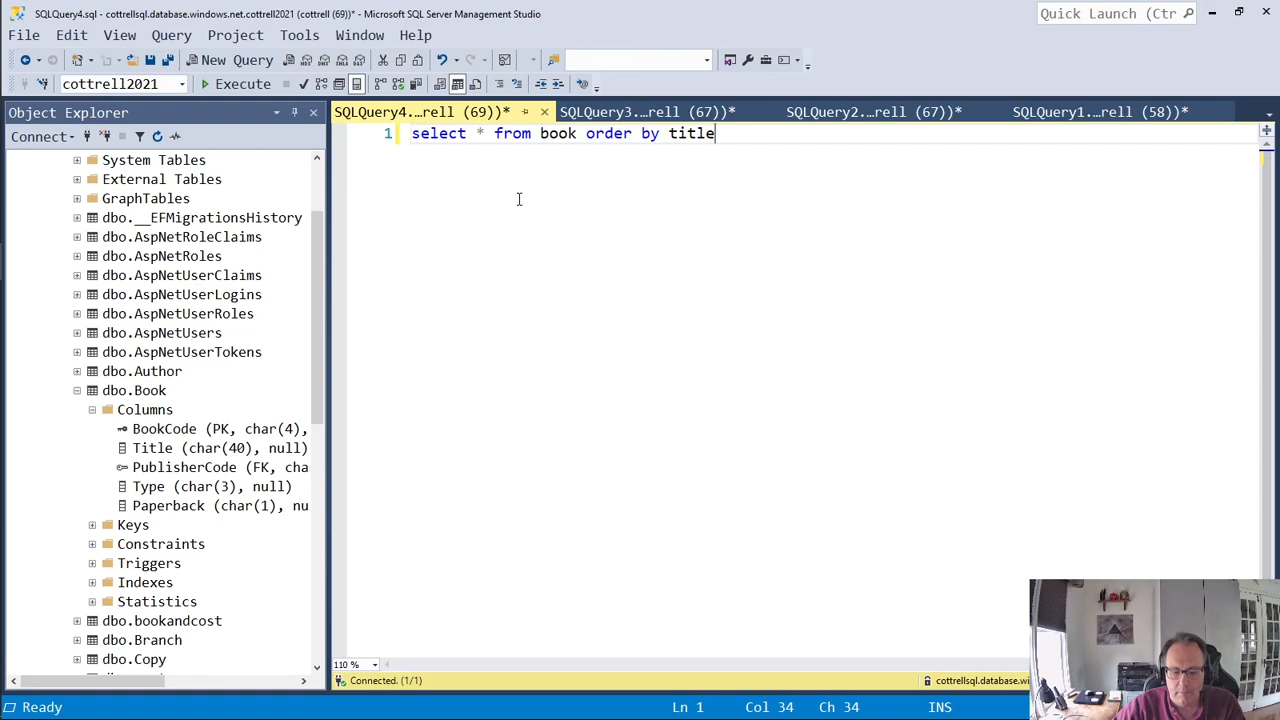 SQLQuery4.sql - cottrellsql.database.windows.net.cottrell2021 (cottrell (69))* - Microsoft SQL Server Management Studio
Quick Launch (Ctr
File Edit View Query Project Tools Window Help
New Query
cottrell2021 Execute
Object Explorer
SQLQuery4...rell (69))* SQLQuery3...rell (67))* SQLQuery2...rell (67))* SQLQuery1...rell (58))*
Connect
1 select * from book order by title
System Tables
External Tables
GraphTables
dbo.__EFMigrationsHistory
dbo.AspNetRoleClaims
dbo.AspNetRoles
dbo.AspNetUserClaims
dbo.AspNetUserLogins
dbo.AspNetUserRoles
dbo.AspNetUsers
dbo.AspNetUserTokens
dbo.Author
dbo.Book
Columns
BookCode (PK, char(4),
Title (char(40), null)
PublisherCode (FK, cha
Type (char(3), null)
Paperback (char(1), nu
Keys
Constraints
Triggers
Indexes
Statistics
dbo.bookandcost
dbo.Branch
dbo.Copy
110 %
Connected. (1/1) cottrellsql.database.wi
Ready Ln 1 Col 34 Ch 34 INS